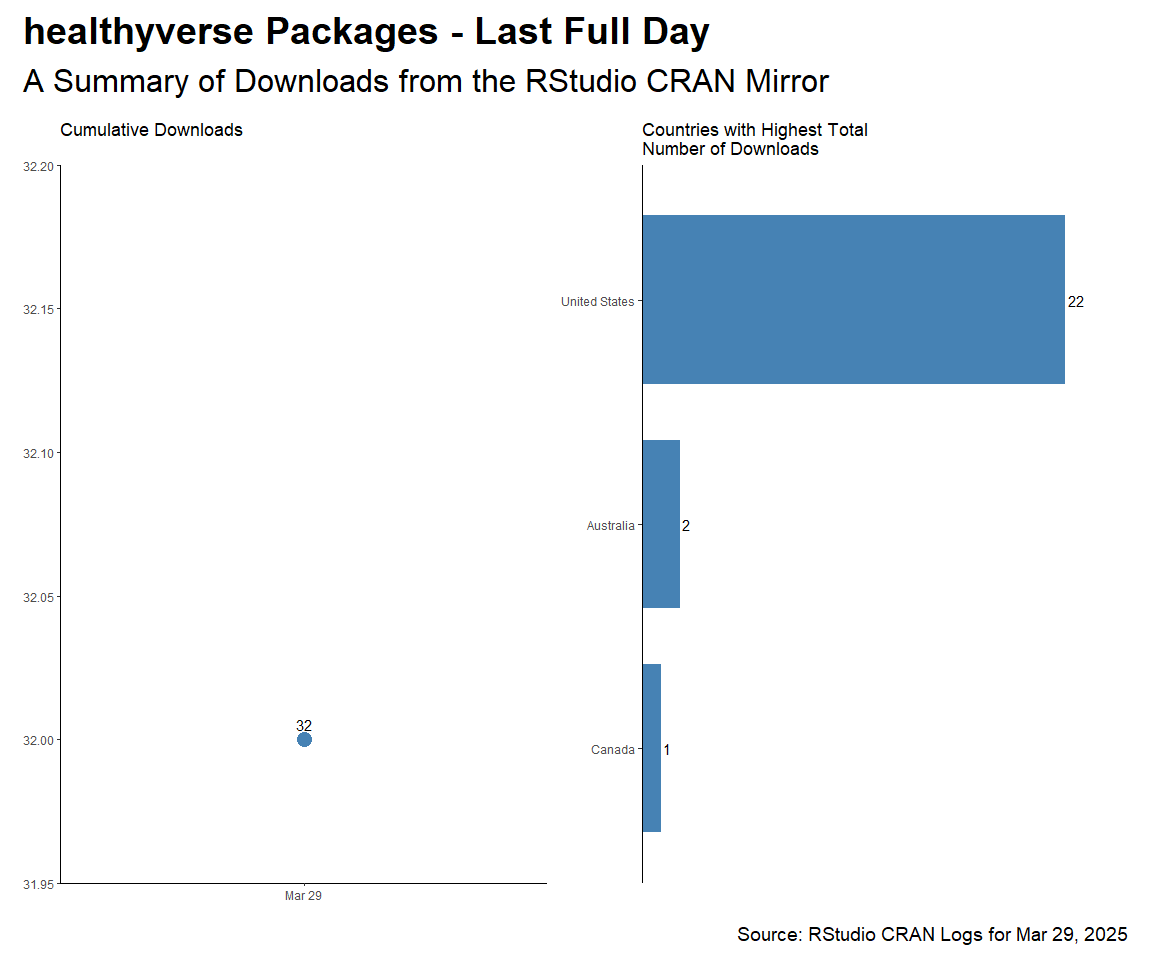 healthyverse Packages - Last Full Day
A Summary of Downloads from the RStudio CRAN Mirror
Cumulative Downloads
32.20
32.15
32.10
32.05
32.00
31.95
32
Mar 29
Countries with Highest Total
Number of Downloads
United States
22
Australia
2
Canada
1
Source: RStudio CRAN Logs for Mar 29, 2025